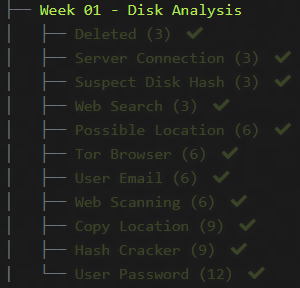 Week 01 - Disk Analysis
Deleted (3) ✔
Server Connection (3) ✔
Suspect Disk Hash (3) ✔
Web Search (3) ✔
Possible Location (6) ✔
Tor Browser (6) ✔
User Email (6) ✔
Web Scanning (6) ✔
Copy Location (9) ✔
Hash Cracker (9) ✔
User Password (12) ✔